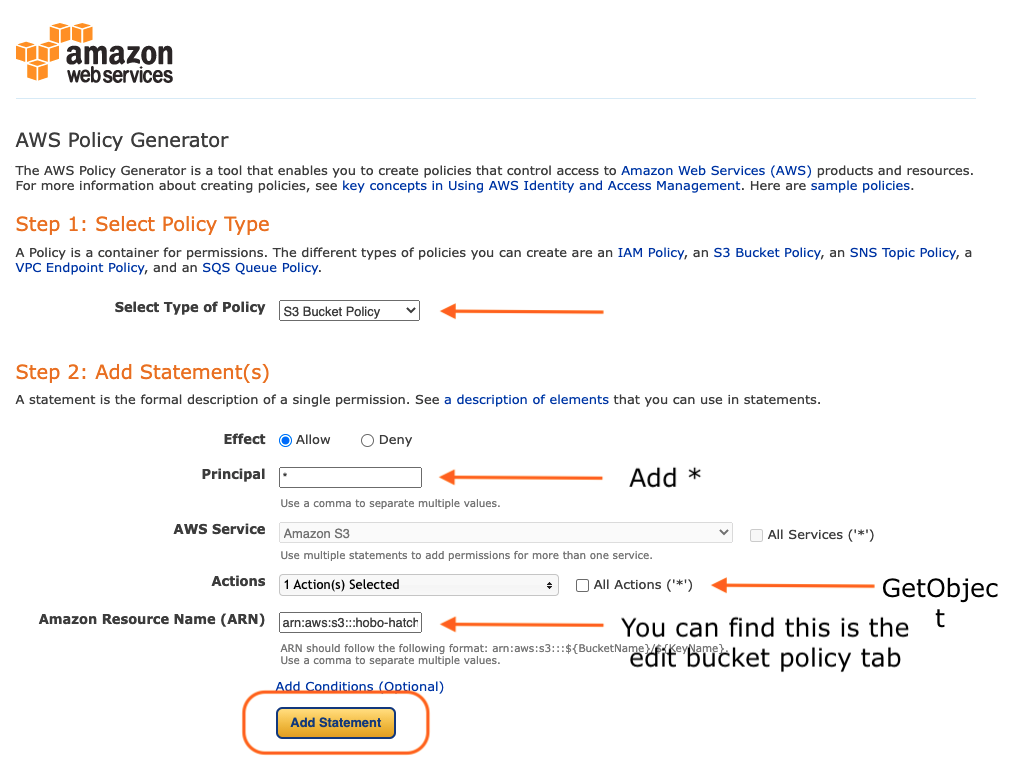 amazon
web services
AWS Policy Generator
The AWS Policy Generator is a tool that enables you to create policies that control access to Amazon Web Services (AWS) products and resources.
For more information about creating policies, see key concepts in Using AWS Identity and Access Management. Here are sample policies.
Step 1: Select Policy Type
A Policy is a container for permissions. The different types of policies you can create are an IAM Policy, an S3 Bucket Policy, an SNS Topic Policy, a
VPC Endpoint Policy, and an SQS Queue Policy.
Select Type of Policy S3 Bucket Policy
Step 2: Add Statement(s)
A statement is the formal description of a single permission. See a description of elements that you can use in statements.
Effect Allow Deny
Principal * Add *
Use a comma to separate multiple values.
AWS Service Amazon S3 All Services ('*')
Use multiple statements to add permissions for more than one service.
Actions 1 Action(s) Selected All Actions ('*') GetObjec
t
Amazon Resource Name (ARN) arn:aws:s3:::hobo-hatch You can find this is the
ARN should follow the following format: arn:aws:s3:::${BucketName}/${KeyName}.
edit bucket policy tab
Use a comma to separate multiple values.
Add Conditions (Optional)
Add Statement